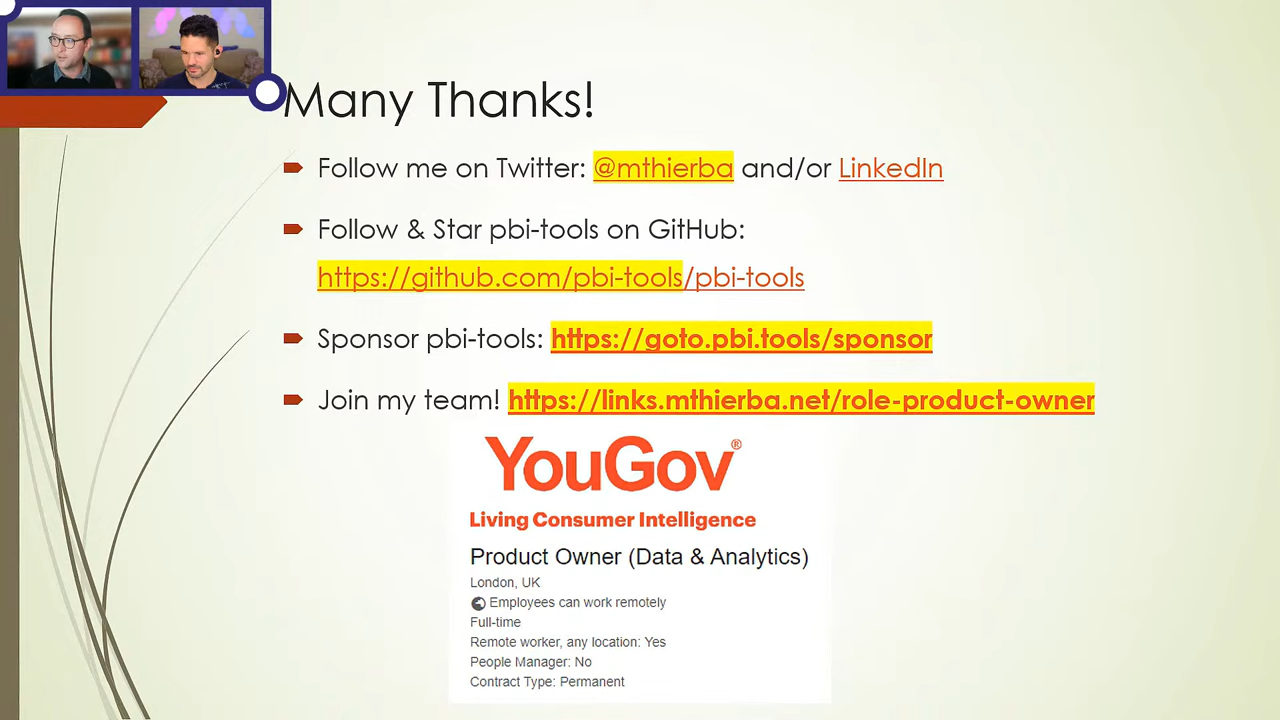 Many Thanks!
Follow me on Twitter: @mthierba and/or LinkedIn
Follow & Star pbi-tools on GitHub:
https://github.com/pbi-tools/pbi-tools
Sponsor pbi-tools: https://goto.pbi.tools/sponsor
Join my team! https://links.mthierba.net/role-product-owner
YouGov®
Living Consumer Intelligence
Product Owner (Data & Analytics)
London, UK
Employees can work remotely
Full-time
Remote worker, any location: Yes
People Manager: No
Contract Type: Permanent